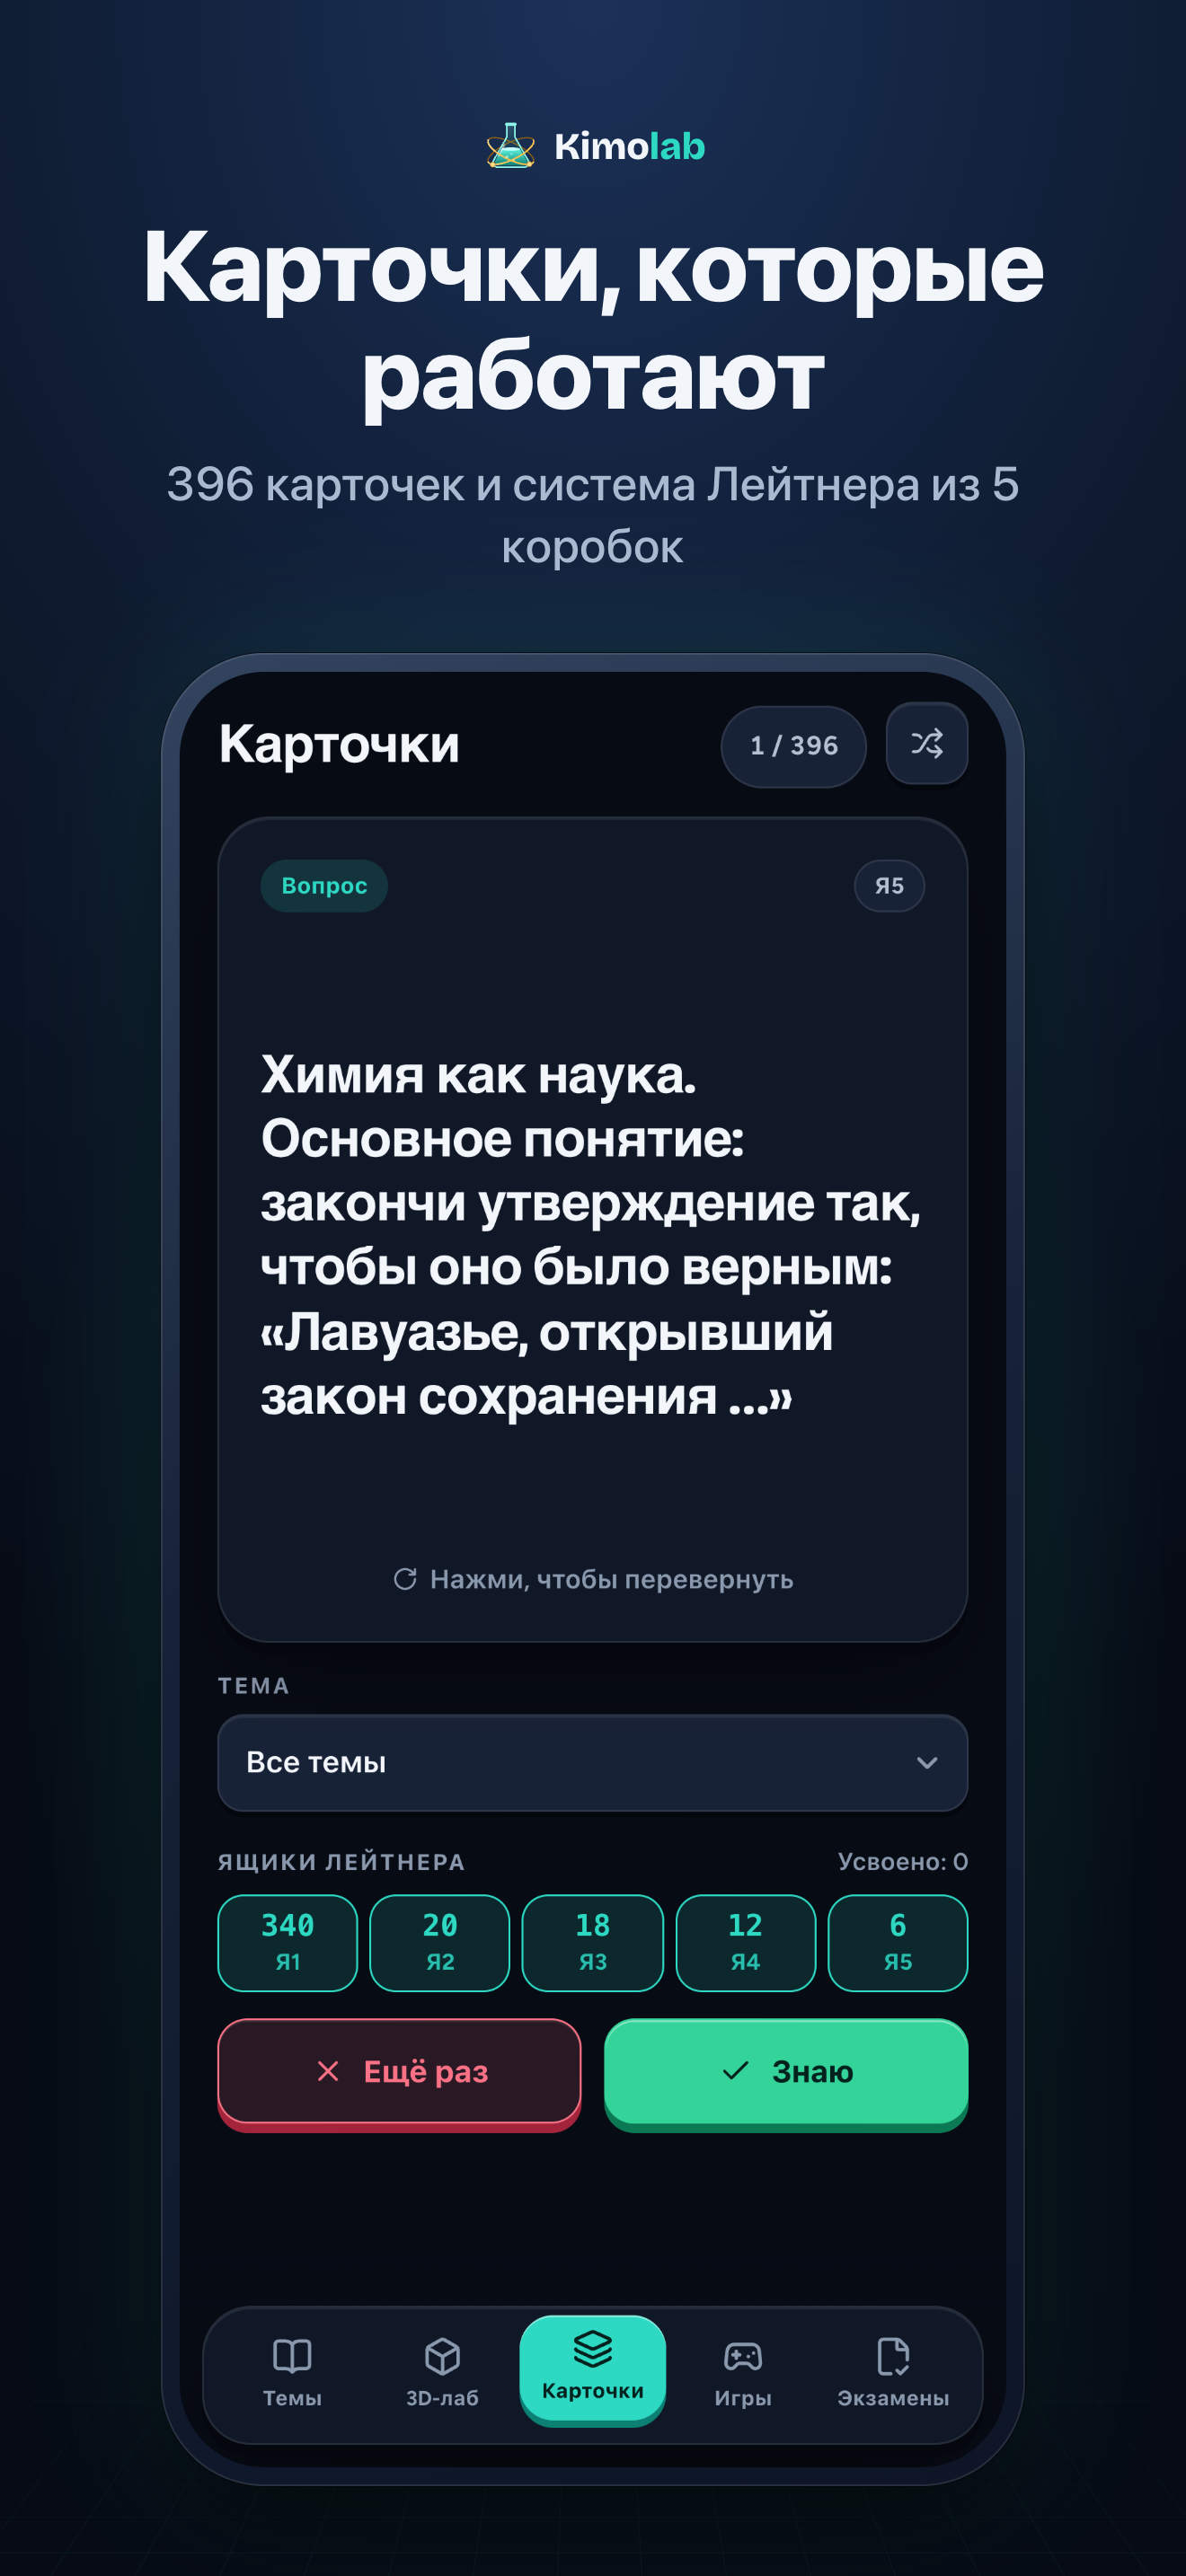 Kimolab
Карточки, которые
работают
396 карточек и система Лейтнера из 5
коробок
Карточки
1 / 396
Вопрос
Я5
Химия как наука.
Основное понятие:
закончи утверждение так,
чтобы оно было верным:
«Лавуазье, открывший
закон сохранения ...»
Нажми, чтобы перевернуть
ТЕМА
Все темы
ЯЩИКИ ЛЕЙТНЕРА
Усвоено: 0
340 20 18 12 6
Я1 Я2 Я3 Я4 Я5
Ещё раз
Знаю
Темы 3D-лаб Карточки Игры Экзамены